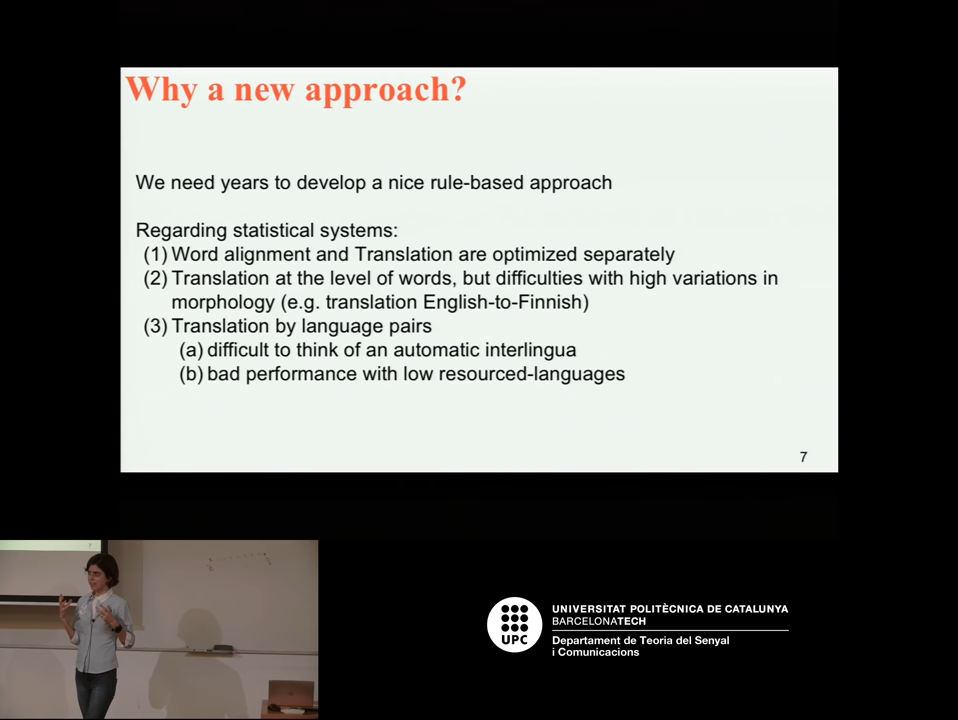 Why a new approach?
We need years to develop a nice rule-based approach
Regarding statistical systems:
(1) Word alignment and Translation are optimized separately
(2) Translation at the level of words, but difficulties with high variations in
morphology (e.g. translation English-to-Finnish)
(3) Translation by language pairs
(a) difficult to think of an automatic interlingua
(b) bad performance with low resourced-languages
7
UPC
UNIVERSITAT POLITÈCNICA DE CATALUNYA
BARCELONATECH
Departament de Teoria del Senyal
i Comunicacions